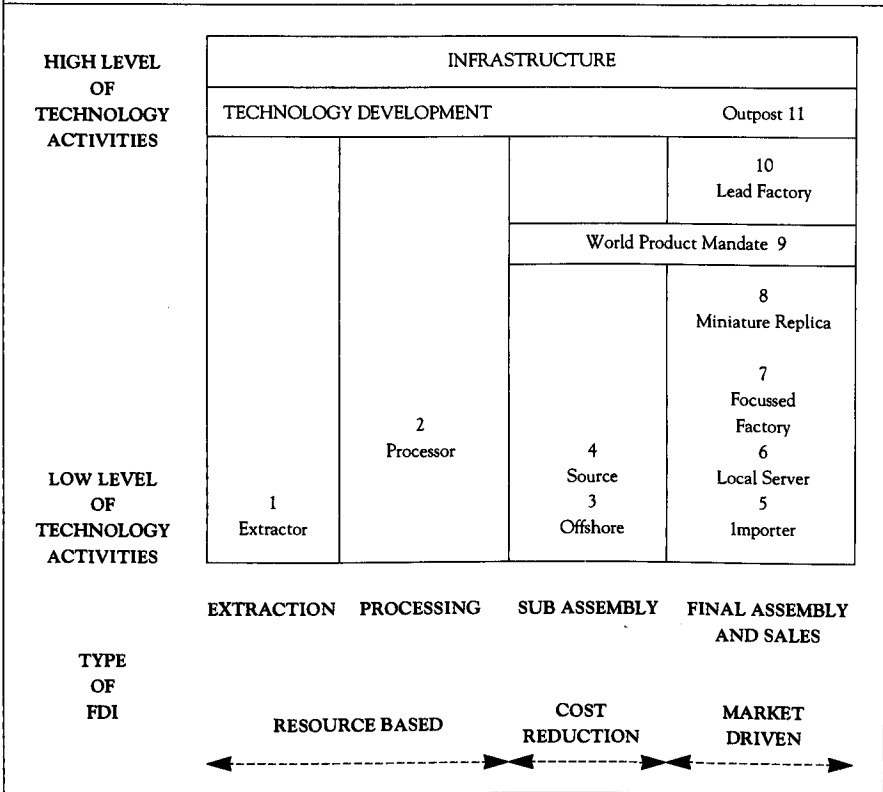 HIGH LEVEL
OF
TECHNOLOGY
ACTIVITIES
INFRASTRUCTURE
TECHNOLOGY DEVELOPMENT
Outpost 11
10
Lead Factory
World Product Mandate 9
8
Miniature Replica
7
Focussed
Factory
2
Processor
4
Source
6
Local Server
LOW LEVEL
OF
TECHNOLOGY
ACTIVITIES
1
Extractor
3
Offshore
5
Importer
EXTRACTION
PROCESSING
SUB ASSEMBLY
FINAL ASSEMBLY
AND SALES
TYPE
OF
FDI
RESOURCE BASED
COST
REDUCTION
MARKET
DRIVEN